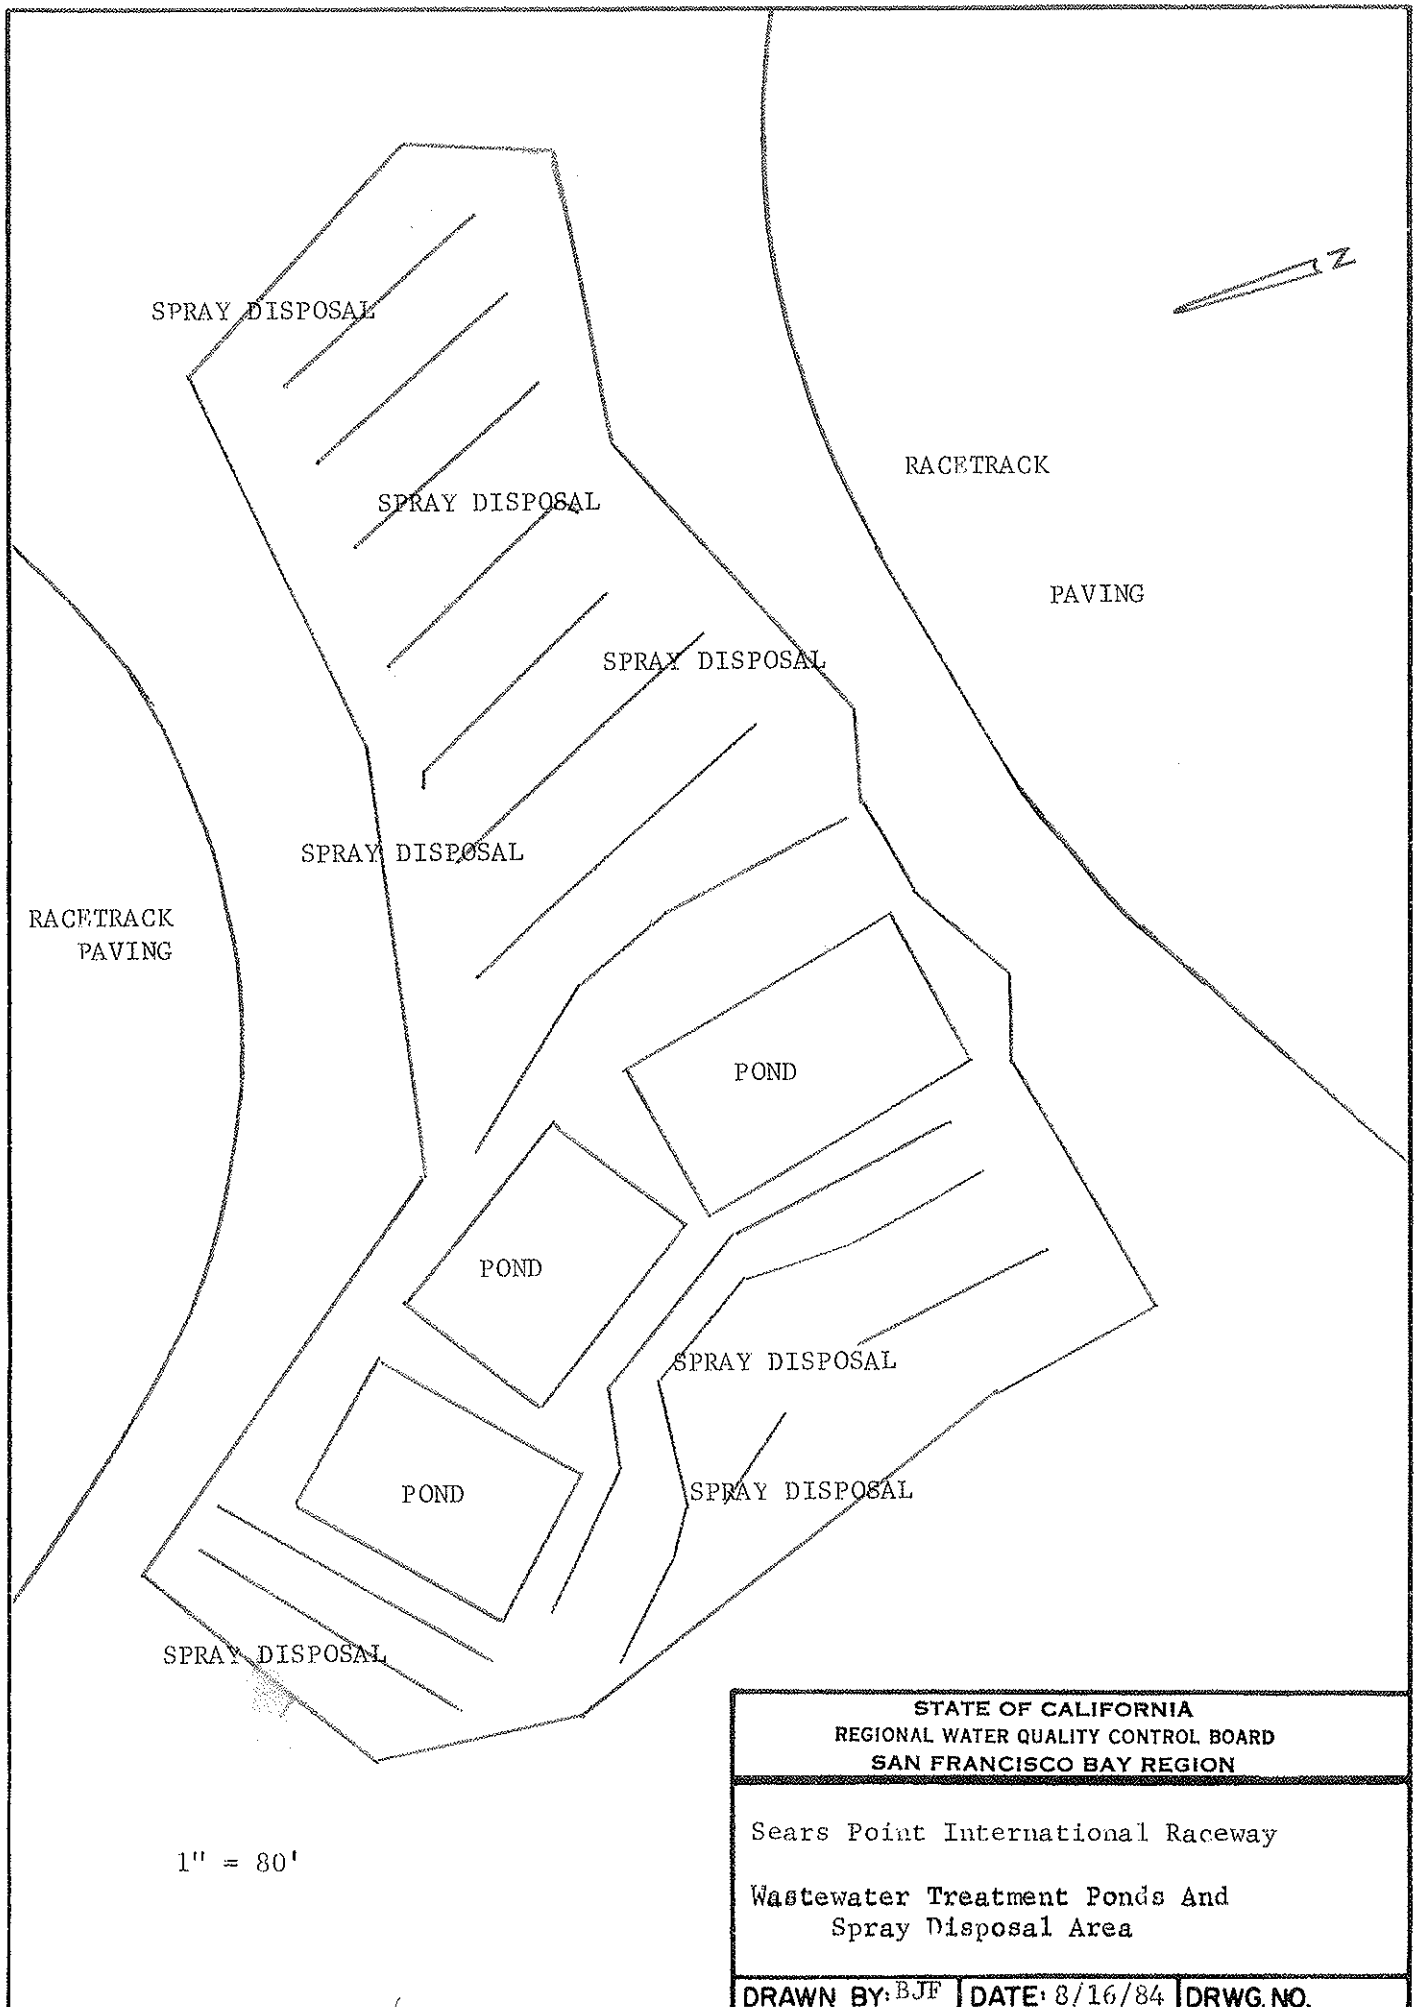 N
SPRAY DISPOSAL
RACETRACK
SPRAY DISPOSAL
PAVING
SPRAY DISPOSAL
SPRAY DISPOSAL
RACETRACK
PAVING
POND
POND
SPRAY DISPOSAL
POND
SPRAY DISPOSAL
SPRAY DISPOSAL
STATE OF CALIFORNIA
REGIONAL WATER QUALITY CONTROL BOARD
SAN FRANCISCO BAY REGION
Sears Point International Raceway
1" = 80'
Wastewater Treatment Ponds And
Spray Disposal Area
DRAWN BY: BJF DATE: 8/16/84 DRWG. NO.